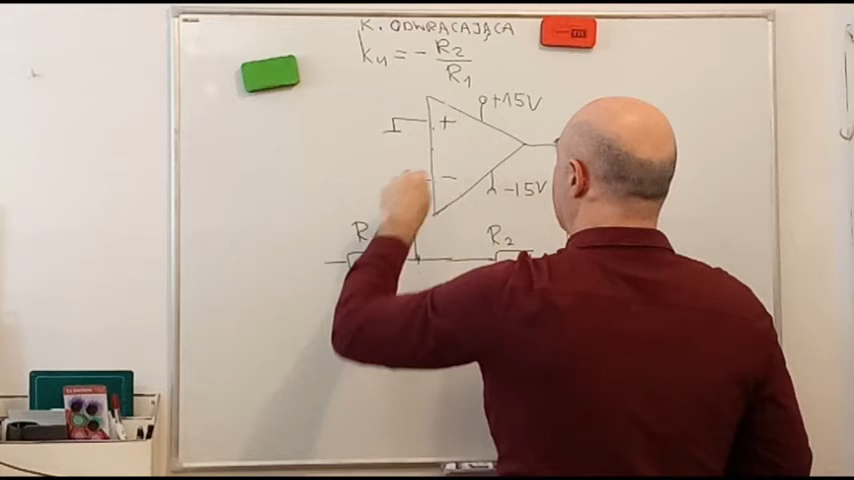 K. ODWRACAJĄCA
Ku = - R2
R1
+15V
+
-
-15V
R
R2